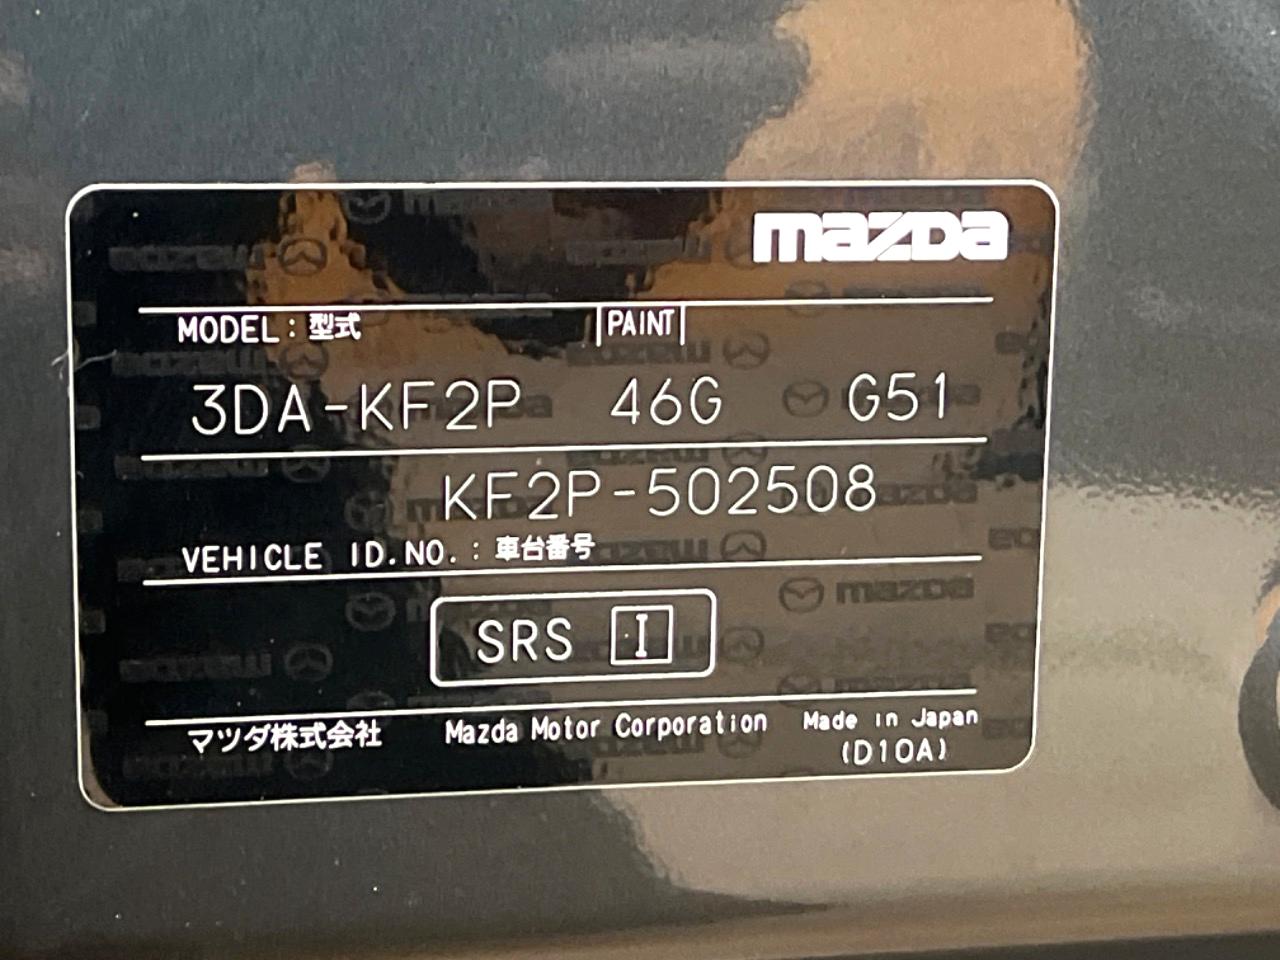 mazda
MODEL : 型式 PAINT
3DA-KF2P 46G G51
KF2P-502508
VEHICLE ID.NO. : 車台番号
SRS I
マツダ株式会社 Mazda Motor Corporation Made in Japan
(D10A)